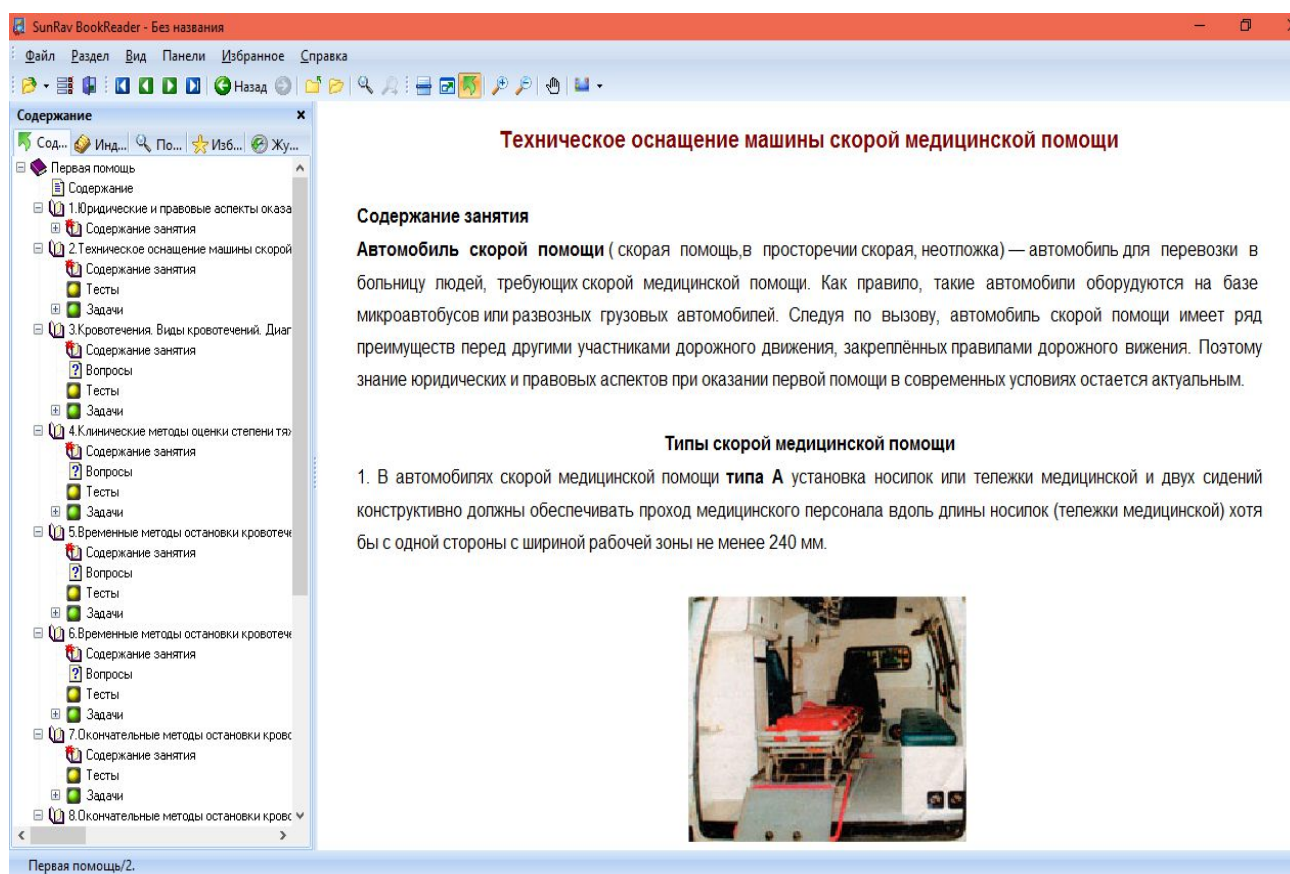 SunRav BookReader - Без названия
Файл Раздел Вид Панели Избранное Справка
Назад
Содержание
Сод... Инд... По... Изб... Жу...
Первая помощь
Содержание
1.Юридические и правовые аспекты оказа
Содержание занятия
2.Техническое оснащение машины скорой
Содержание занятия
Тесты
Задачи
3.Кровотечения. Виды кровотечений. Диаг
Содержание занятия
Вопросы
Тесты
Задачи
4.Клинические методы оценки степени тя
Содержание занятия
Вопросы
Тесты
Задачи
5.Временные методы остановки кровотече
Содержание занятия
Вопросы
Тесты
Задачи
6.Временные методы остановки кровотече
Содержание занятия
Вопросы
Тесты
Задачи
7.Окончательные методы остановки кровс
Содержание занятия
Тесты
Задачи
8.Окончательные методы остановки кровс
Первая помощь/2.
Техническое оснащение машины скорой медицинской помощи
Содержание занятия
Автомобиль скорой помощи ( скорая помощь,в просторечии скорая, неотложка) — автомобиль для перевозки в
больницу людей, требующих скорой медицинской помощи. Как правило, такие автомобили оборудуются на базе
микроавтобусов или развозных грузовых автомобилей. Следуя по вызову, автомобиль скорой помощи имеет ряд
преимуществ перед другими участниками дорожного движения, закреплённых правилами дорожного вижения. Поэтому
знание юридических и правовых аспектов при оказании первой помощи в современных условиях остается актуальным.
Типы скорой медицинской помощи
1. В автомобилях скорой медицинской помощи типа А установка носилок или тележки медицинской и двух сидений
конструктивно должны обеспечивать проход медицинского персонала вдоль длины носилок (тележки медицинской) хотя
бы с одной стороны с шириной рабочей зоны не менее 240 мм.